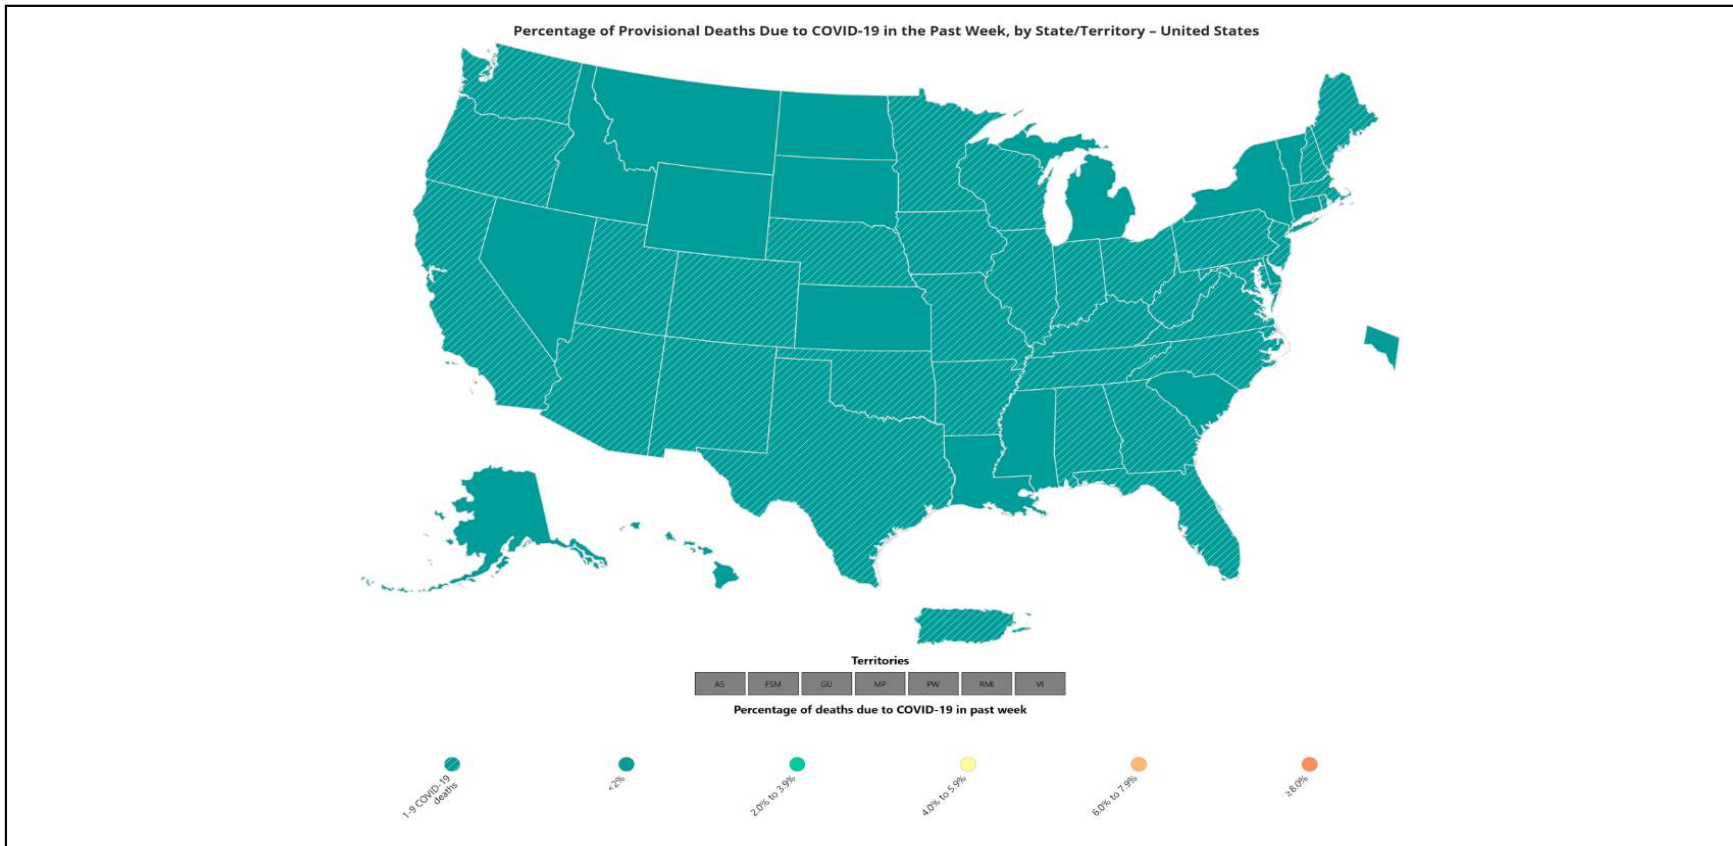 Percentage of Provisional Deaths Due to COVID-19 in the Past Week, by State/Territory – United States
Territories
AS FSM GU MP PW RMI VI
Percentage of deaths due to COVID-19 in past week
1-9 COVID-19
deaths
<2%
2.0% to 3.9%
4.0% to 5.9%
6.0% to 7.9%
≥8.0%